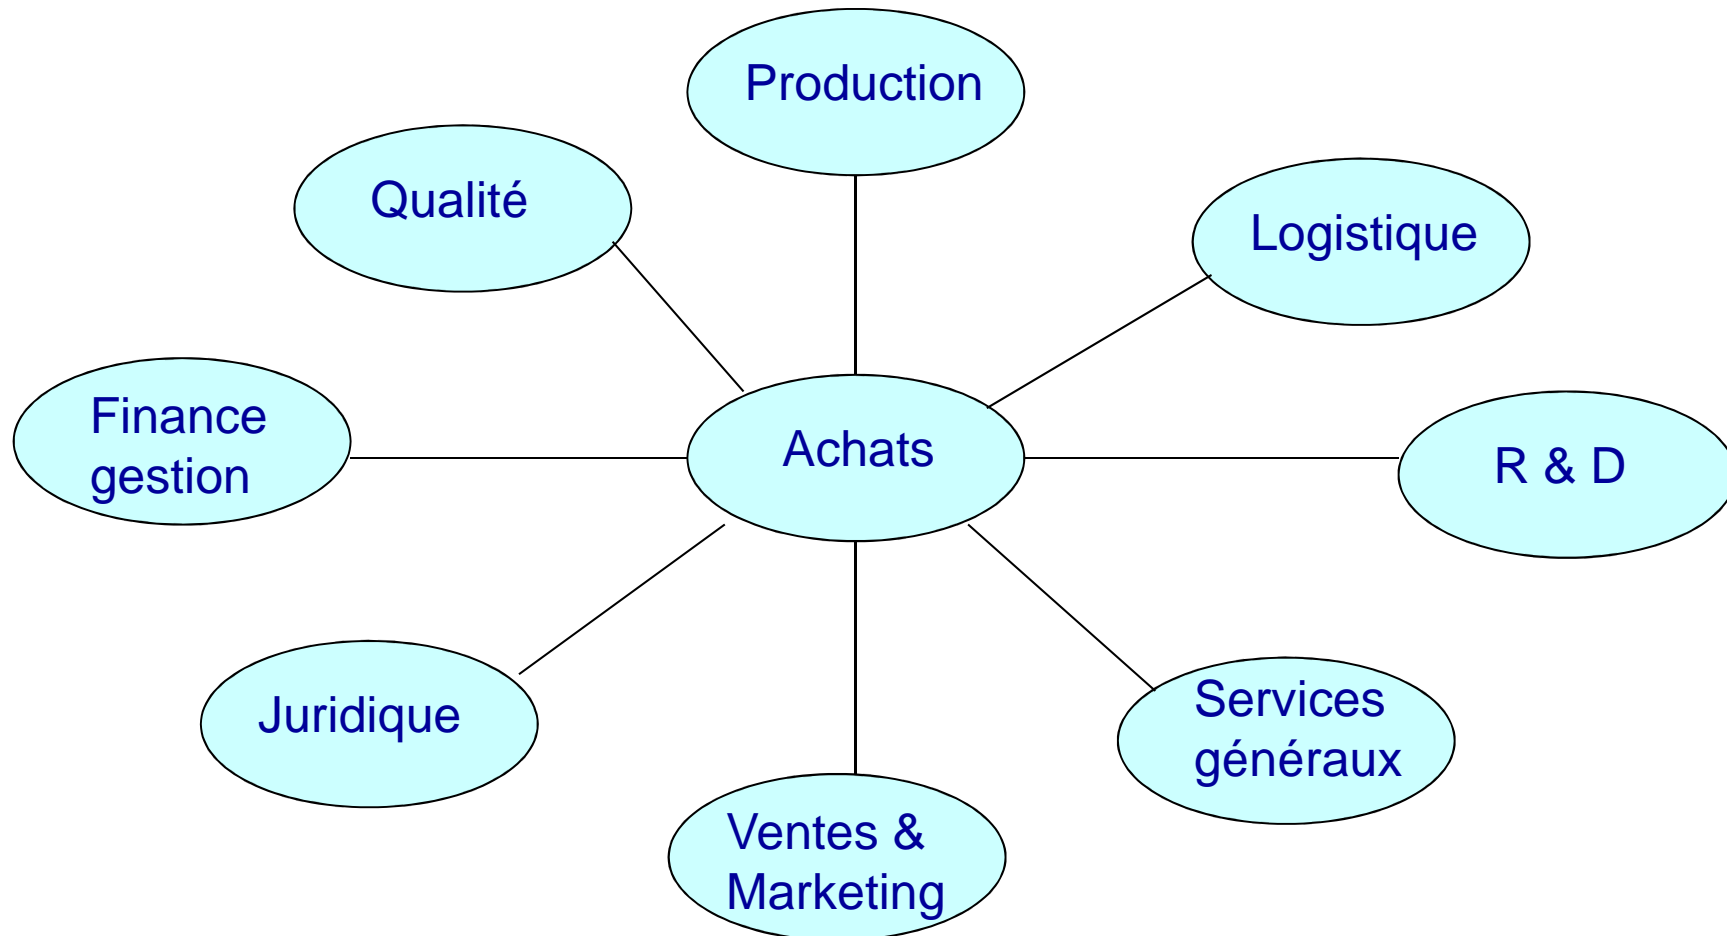 Production
Qualité
Logistique
Finance
gestion
Achats
R & D
Juridique
Services
généraux
Ventes &
Marketing